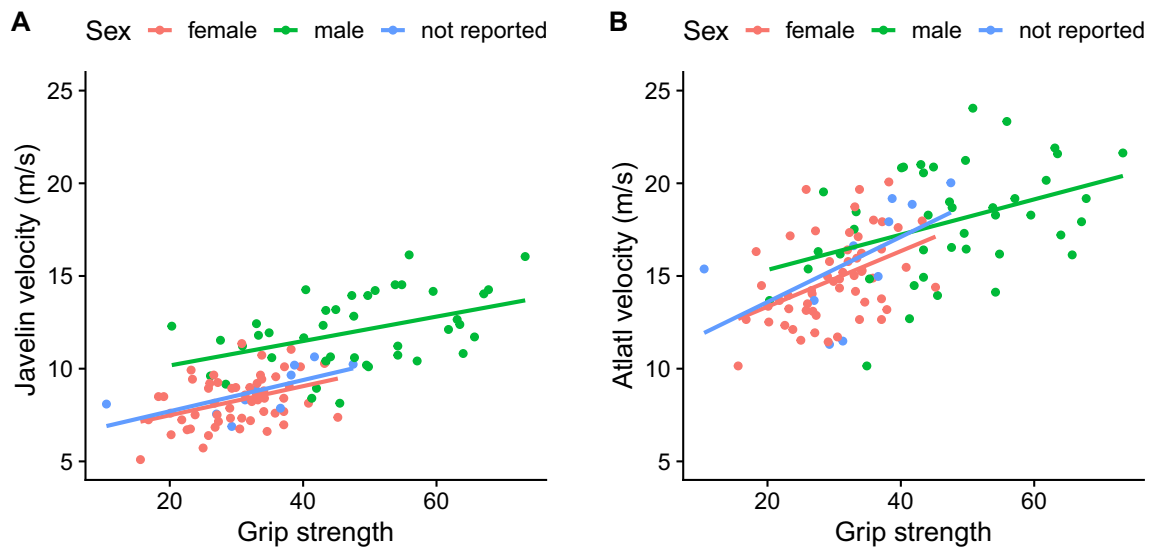 A
Sex female male not reported
25
20
15
10
5
Javelin velocity (m/s)
20 40 60
Grip strength
B
Sex female male not reported
25
20
15
10
5
Atlatl velocity (m/s)
20 40 60
Grip strength